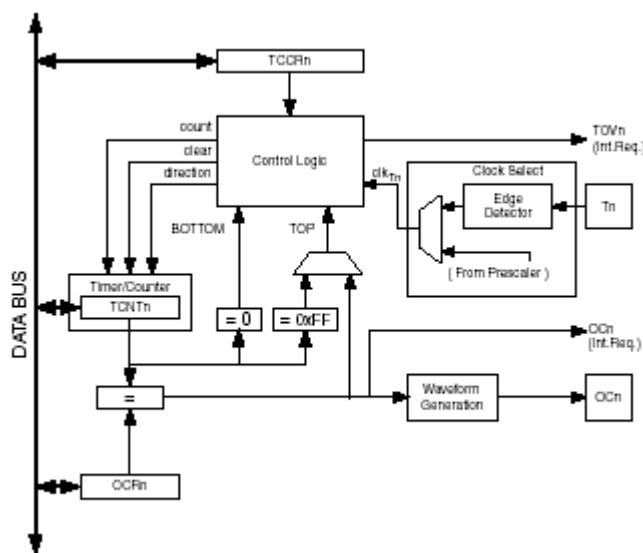 TCCRn
count
clear
direction
Control Logic
TOVn
(Int.Req.)
Clock Select
clkTn
Edge
Detector
Tn
( From Prescaler )
BOTTOM
TOP
Timer/Counter
TCNTn
DATA BUS
= 0
= 0xFF
OCn
(Int.Req.)
=
Waveform
Generation
OCn
OCRn